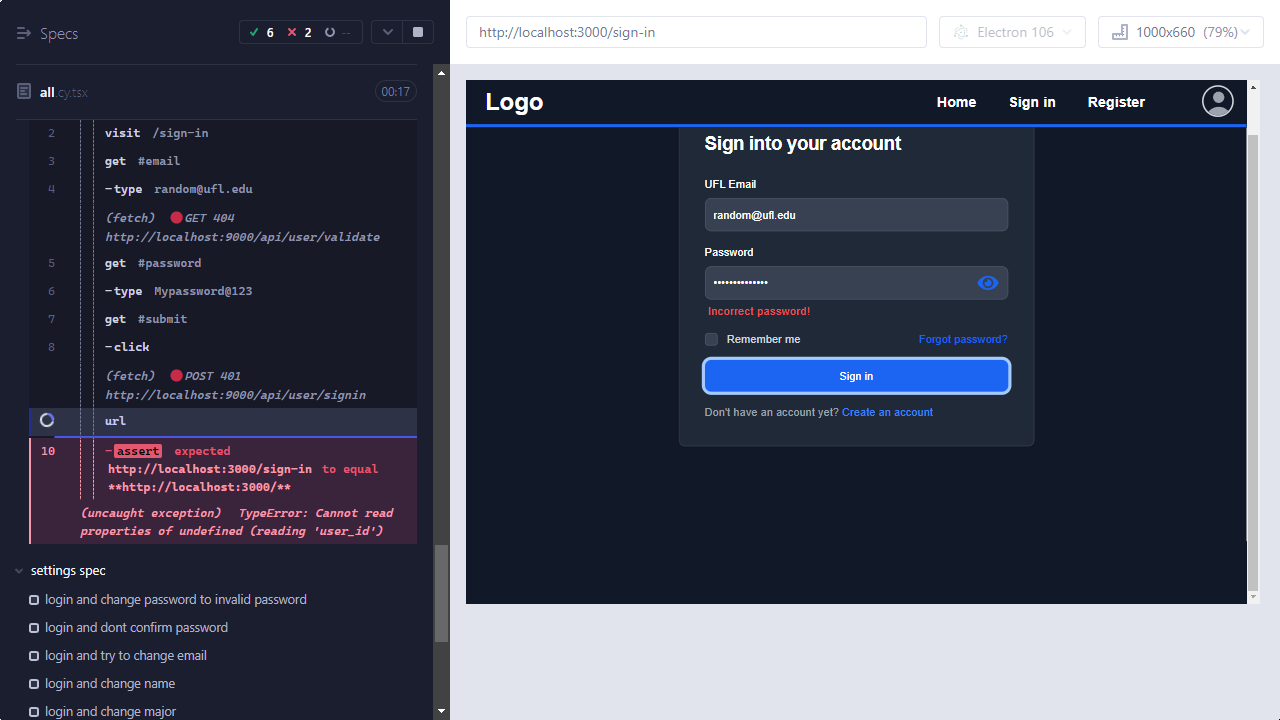 Specs
6 2 --
all.cy.tsx 00:17
2 visit /sign-in
3 get #email
4 -type random@ufl.edu
(fetch) GET 404
http://localhost:9000/api/user/validate
5 get #password
6 -type Mypassword@123
7 get #submit
8 -click
(fetch) POST 401
http://localhost:9000/api/user/signin
url
10 -assert expected
http://localhost:3000/sign-in to equal
**http://localhost:3000/**
(uncaught exception) TypeError: Cannot read
properties of undefined (reading 'user_id')
settings spec
login and change password to invalid password
login and dont confirm password
login and try to change email
login and change name
login and change major
http://localhost:3000/sign-in
Electron 106
1000x660 (79%)
Logo
Home Sign in Register
Sign into your account
UFL Email
random@ufl.edu
Password
••••••••••••••
Incorrect password!
Remember me Forgot password?
Sign in
Don't have an account yet? Create an account